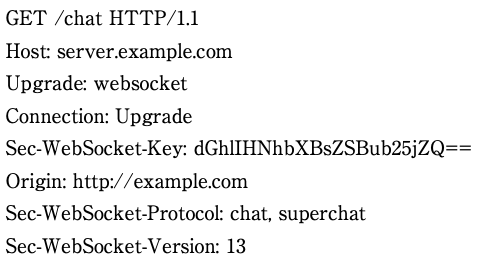 GET /chat HTTP/1.1
Host: server.example.com
Upgrade: websocket
Connection: Upgrade
Sec-WebSocket-Key: dGhlIHNhbXBsZSBub25jZQ==
Origin: http://example.com
Sec-WebSocket-Protocol: chat, superchat
Sec-WebSocket-Version: 13